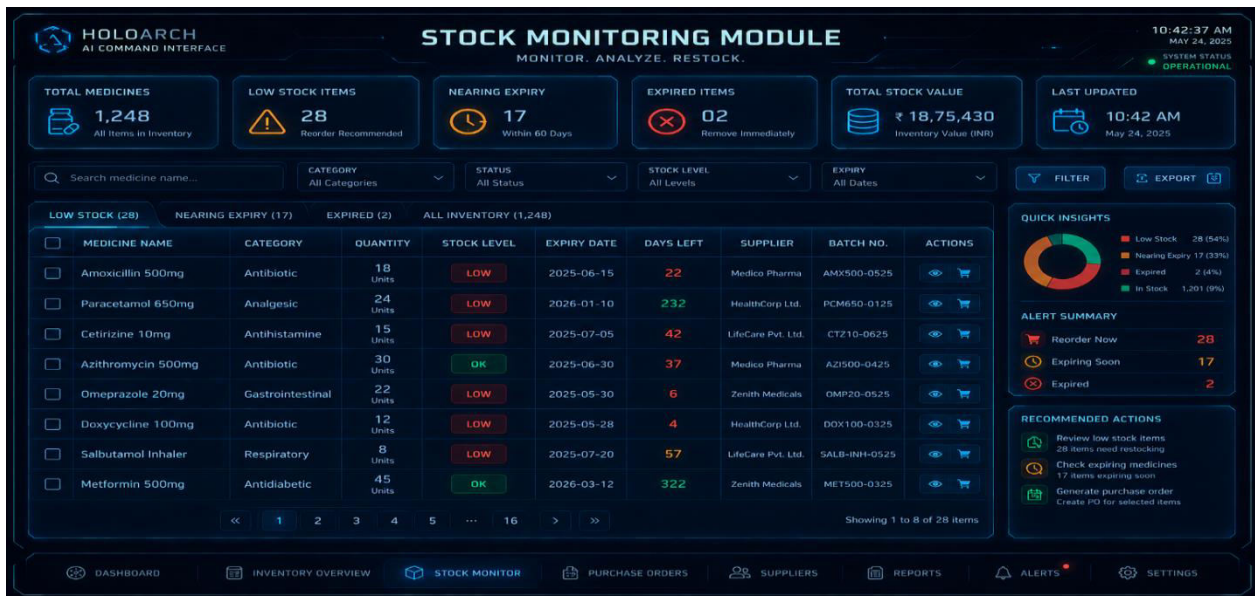 HOLOARCH
AI COMMAND INTERFACE
STOCK MONITORING MODULE
MONITOR. ANALYZE. RESTOCK.
10:42:37 AM
MAY 24, 2025
SYSTEM STATUS
OPERATIONAL
TOTAL MEDICINES
1,248
All Items in Inventory
LOW STOCK ITEMS
28
Reorder Recommended
NEARING EXPIRY
17
Within 60 Days
EXPIRED ITEMS
02
Remove Immediately
TOTAL STOCK VALUE
₹ 18,75,430
Inventory Value (INR)
LAST UPDATED
10:42 AM
May 24, 2025
Search medicine name...
CATEGORY
All Categories
STATUS
All Status
STOCK LEVEL
All Levels
EXPIRY
All Dates
FILTER
EXPORT
LOW STOCK (28) NEARING EXPIRY (17) EXPIRED (2) ALL INVENTORY (1,248)
MEDICINE NAME CATEGORY QUANTITY STOCK LEVEL EXPIRY DATE DAYS LEFT SUPPLIER BATCH NO. ACTIONS
Amoxicillin 500mg Antibiotic 18 Units LOW 2025-06-15 22 Medico Pharma AMX500-0525
Paracetamol 650mg Analgesic 24 Units LOW 2026-01-10 232 HealthCorp Ltd. PCM650-0125
Cetirizine 10mg Antihistamine 15 Units LOW 2025-07-05 42 LifeCare Pvt. Ltd. CTZ10-0625
Azithromycin 500mg Antibiotic 30 Units OK 2025-06-30 37 Medico Pharma AZI500-0425
Omeprazole 20mg Gastrointestinal 22 Units LOW 2025-05-30 6 Zenith Medicals OMP20-0525
Doxycycline 100mg Antibiotic 12 Units LOW 2025-05-28 4 HealthCorp Ltd. DOX100-0325
Salbutamol Inhaler Respiratory 8 Units LOW 2025-07-20 57 LifeCare Pvt. Ltd. SALB-INH-0525
Metformin 500mg Antidiabetic 45 Units OK 2026-03-12 322 Zenith Medicals MET500-0325
« 1 2 3 4 5 ... 16 > »
Showing 1 to 8 of 28 items
QUICK INSIGHTS
Low Stock 28 (54%)
Nearing Expiry 17 (33%)
Expired 2 (4%)
In Stock 1,201 (9%)
ALERT SUMMARY
Reorder Now 28
Expiring Soon 17
Expired 2
RECOMMENDED ACTIONS
Review low stock items
28 items need restocking
Check expiring medicines
17 items expiring soon
Generate purchase order
Create PO for selected items
DASHBOARD INVENTORY OVERVIEW STOCK MONITOR PURCHASE ORDERS SUPPLIERS REPORTS ALERTS SETTINGS